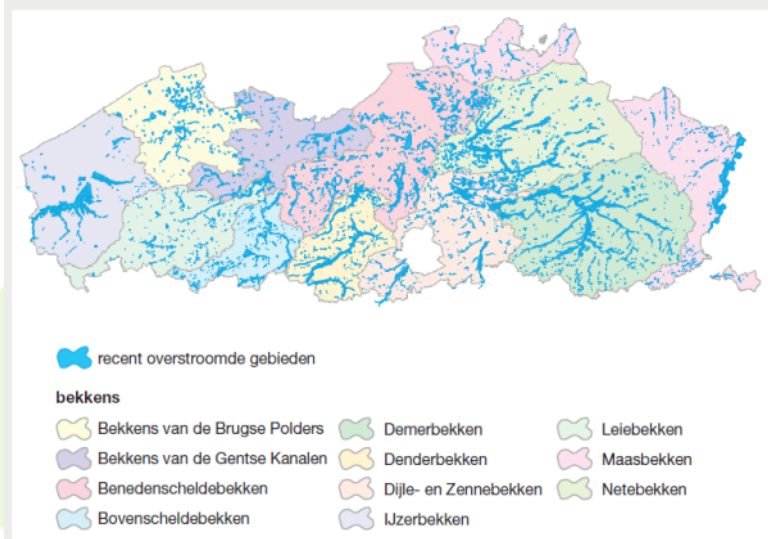 recent overstroomde gebieden
bekkens
Bekkens van de Brugse Polders
Bekkens van de Gentse Kanalen
Benedenscheldebekken
Bovenscheldebekken
Demerbekken
Denderbekken
Dijle- en Zennebekken
IJzerbekken
Leiebekken
Maasbekken
Netebekken